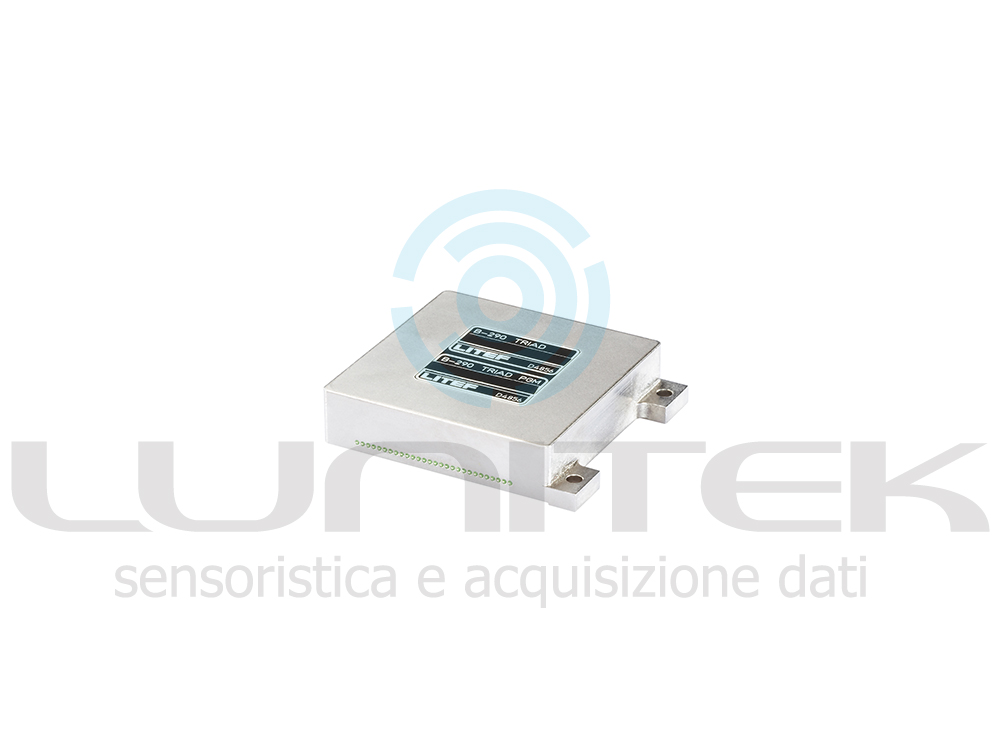 B-290 TRIAD
LITEF D4856
B-290 TRIAD PGM
LITEF D4856
LUNITEK
sensoristica e acquisizione dati